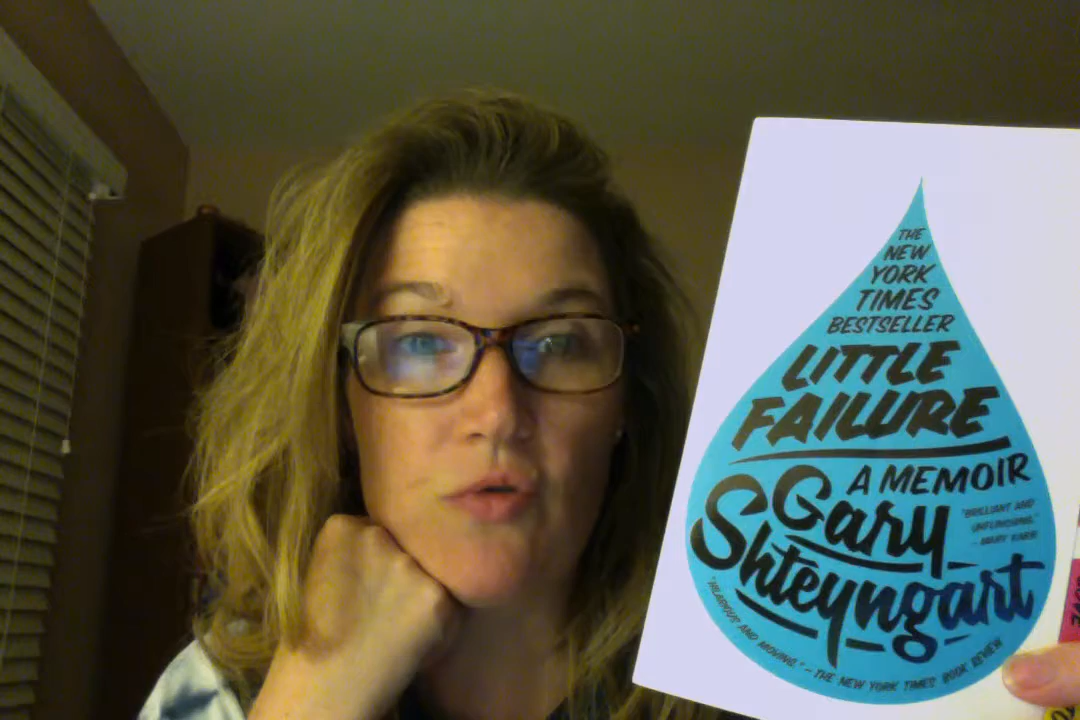 THE
NEW
YORK
TIMES
BESTSELLER
LITTLE
FAILURE
A MEMOIR
Gary
Shteyngart
"BRILLIANT AND
UNFLINCHING."
– MARY KARR
"HILARIOUS AND MOVING." – THE NEW YORK TIMES BOOK REVIEW